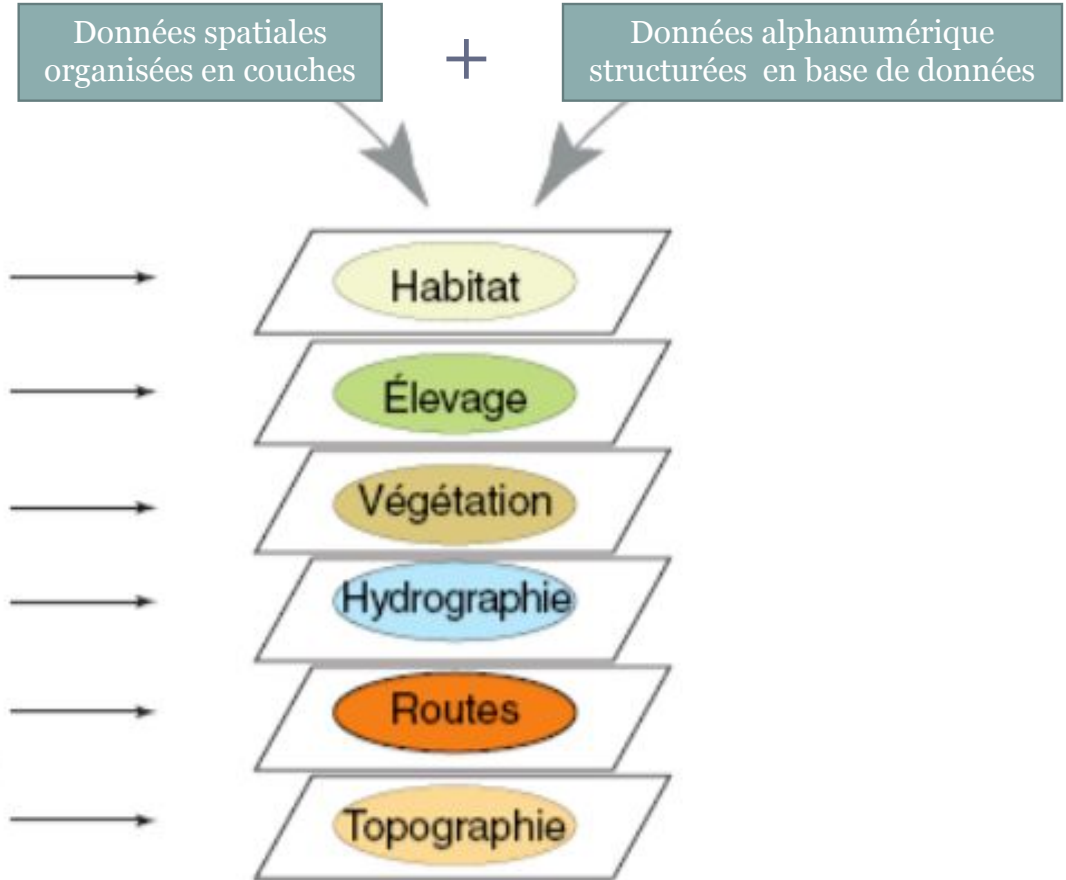 Données spatiales
organisées en couches
+
Données alphanumérique
structurées en base de données
Habitat
Élevage
Végétation
Hydrographie
Routes
Topographie